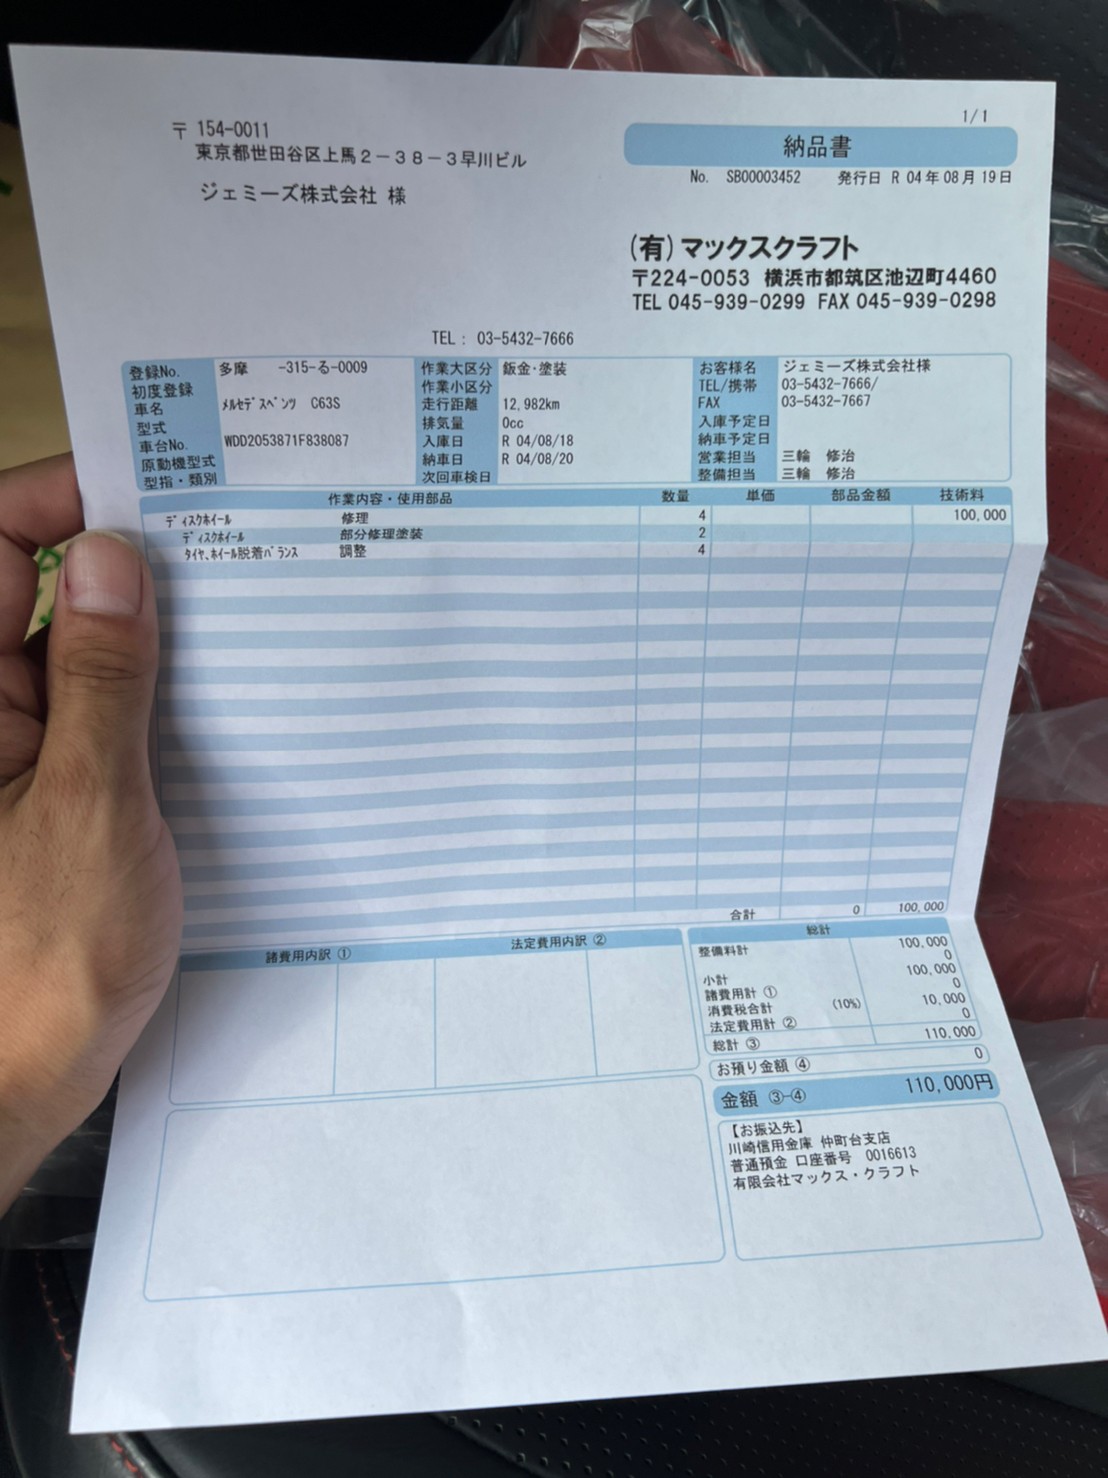 1/1
〒 154-0011
東京都世田谷区上馬2-38-3早川ビル
ジェミーズ株式会社 様
納品書
No. SB00003452 発行日 R 04年08月19日
(有)マックスクラフト
〒224-0053 横浜市都筑区池辺町4460
TEL 045-939-0299 FAX 045-939-0298
TEL: 03-5432-7666
登録No. 多摩 -315-る-0009
初度登録
車名 メルセデスベンツ C63S
型式
車台No. WDD2053871F838087
原動機型式
型指・類別
作業大区分 鈑金・塗装
作業小区分
走行距離 12,982km
排気量 0cc
入庫日 R 04/08/18
納車日 R 04/08/20
次回車検日
お客様名 ジェミーズ株式会社様
TEL/携帯 03-5432-7666/
FAX 03-5432-7667
入庫予定日
納車予定日
営業担当 三輪 修治
整備担当 三輪 修治
作業内容・使用部品 数量 単価 部品金額 技術料
ディスクホイール 修理 4 100,000
ディスクホイール 部分修理塗装 2
タイヤ、ホイール脱着バランス 調整 4
合計 0 100,000
諸費用内訳 ① 法定費用内訳 ②
総計
整備料計 100,000
0
小計 100,000
諸費用計 ① 0
消費税合計 (10%) 10,000
法定費用計 ② 0
総計 ③ 110,000
お預り金額 ④ 0
金額 ③-④ 110,000円
【お振込先】
川崎信用金庫 仲町台支店
普通預金 口座番号 0016613
有限会社マックス・クラフト